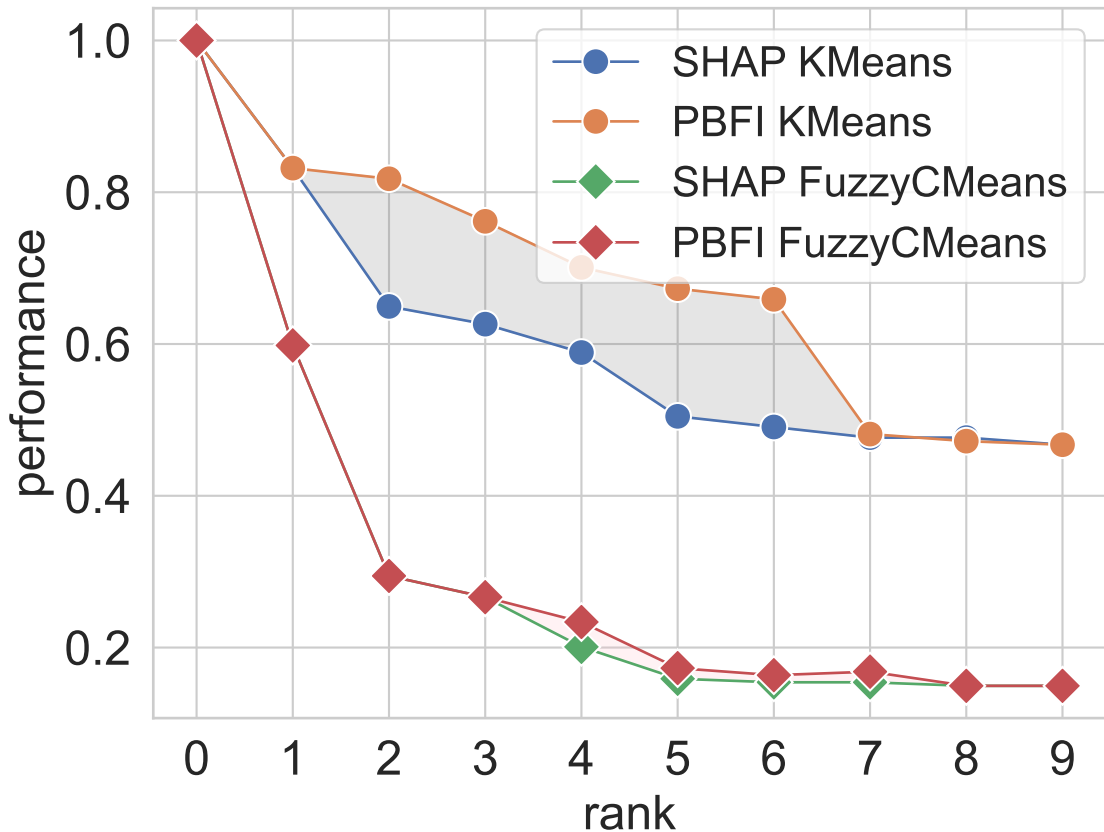 1.0
0.8
0.6
0.4
0.2
performance
SHAP KMeans
PBFI KMeans
SHAP FuzzyCMeans
PBFI FuzzyCMeans
0 1 2 3 4 5 6 7 8 9
rank